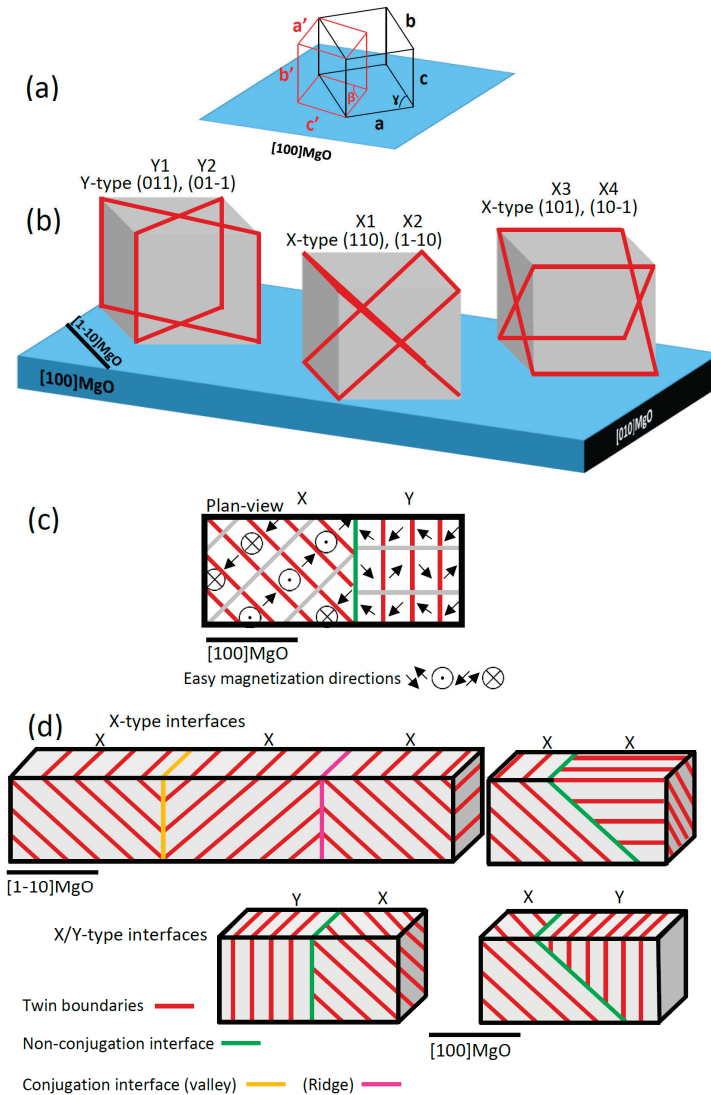 (a)
a'
b
b'
c
β
γ
c'
a
[100]MgO
(b)
Y1 Y2
Y-type (011), (01-1)
X1 X2
X-type (110), (1-10)
X3 X4
X-type (101), (10-1)
[1-10]MgO
[100]MgO
[010]MgO
(c)
Plan-view X Y
[100]MgO
Easy magnetization directions
(d)
X-type interfaces
X X X
X X
[1-10]MgO
Y X
X Y
X/Y-type interfaces
Twin boundaries
Non-conjugation interface
[100]MgO
Conjugation interface (valley) (Ridge)